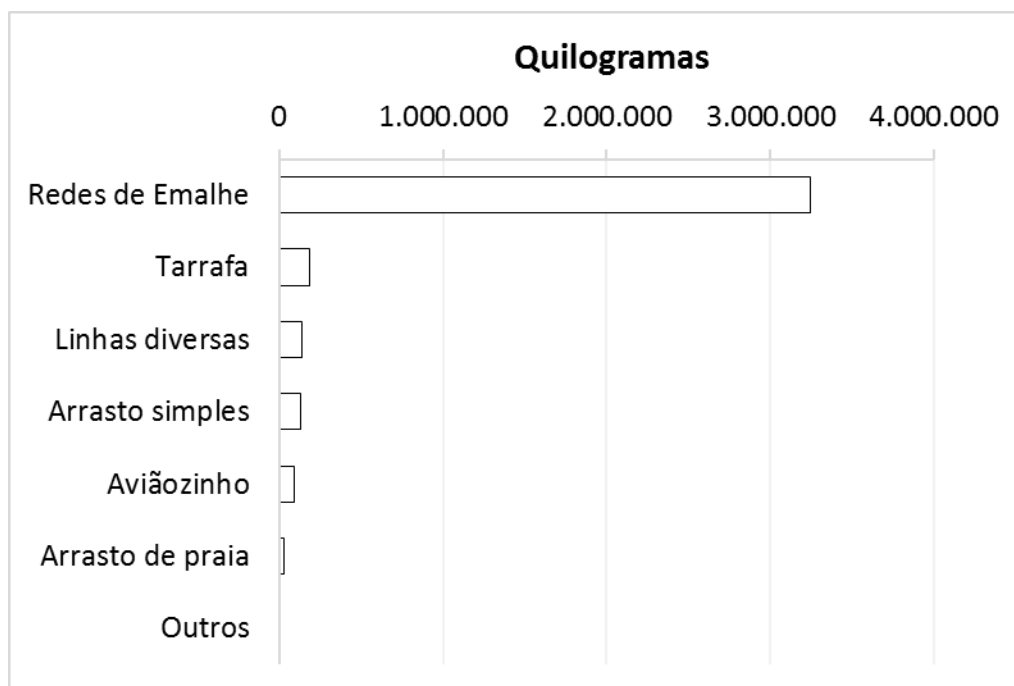 Quilogramas
0 1.000.000 2.000.000 3.000.000 4.000.000
Redes de Emalhe
Tarrafa
Linhas diversas
Arrasto simples
Aviãozinho
Arrasto de praia
Outros